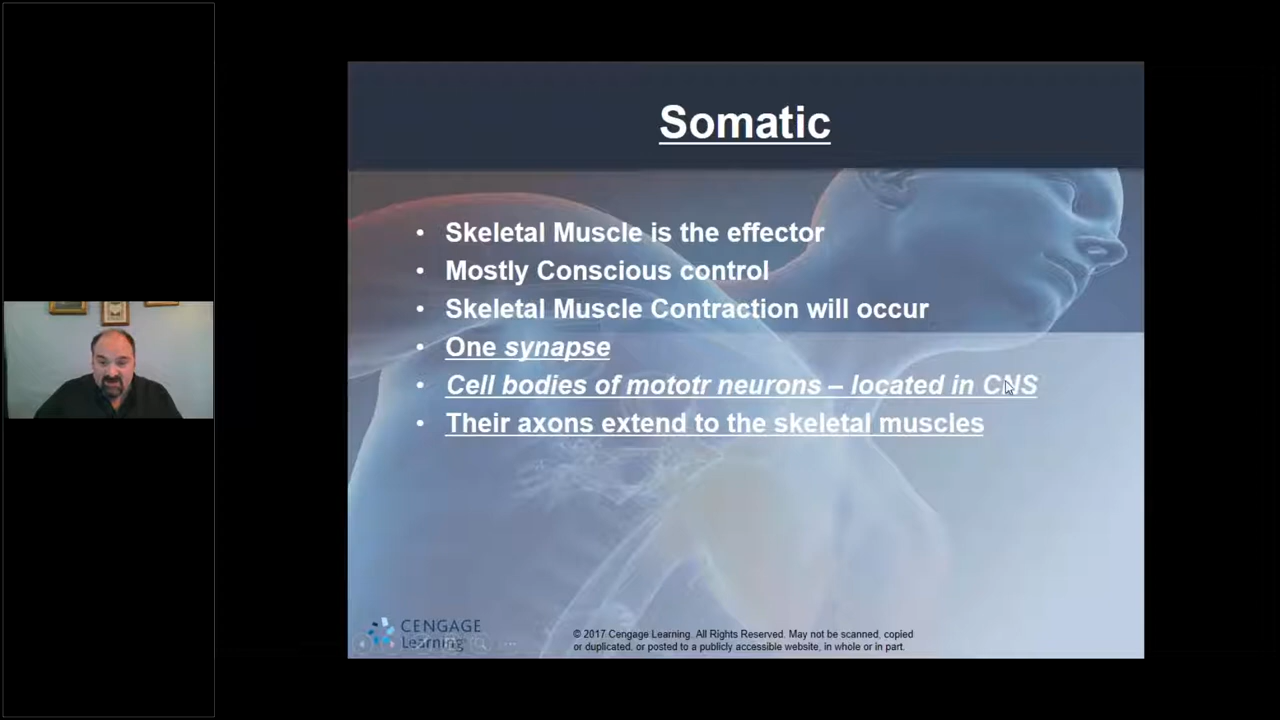 Somatic
• Skeletal Muscle is the effector
• Mostly Conscious control
• Skeletal Muscle Contraction will occur
• One synapse
• Cell bodies of mototr neurons – located in CNS
• Their axons extend to the skeletal muscles
CENGAGE
Learning
© 2017 Cengage Learning. All Rights Reserved. May not be scanned, copied
or duplicated, or posted to a publicly accessible website, in whole or in part.